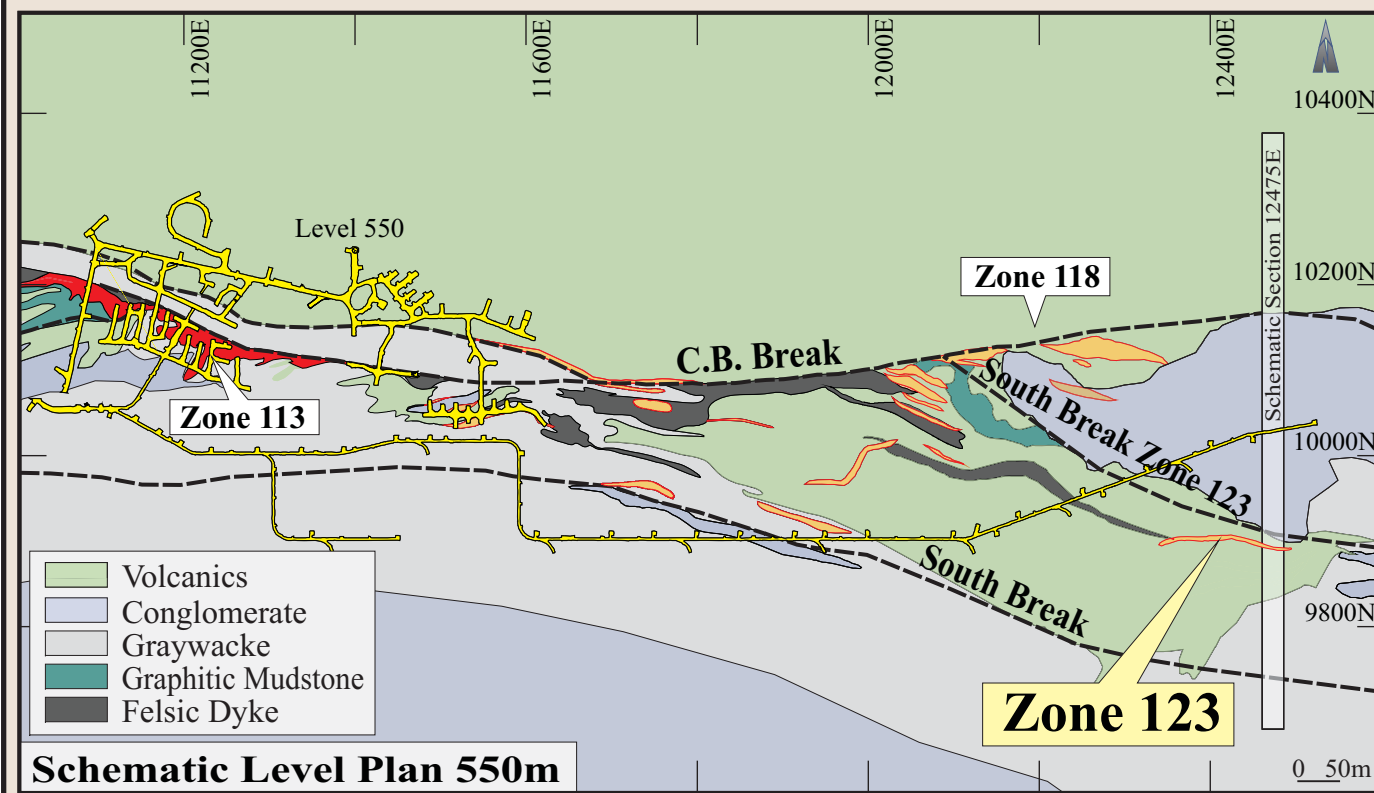 11200E
11600E
12000E
12400E
10400N
Schematic Section 12475E
Level 550
10200N
Zone 118
C.B. Break
South Break Zone 123
Zone 113
10000N
South Break
9800N
Volcanics
Conglomerate
Graywacke
Graphitic Mudstone
Felsic Dyke
Zone 123
Schematic Level Plan 550m
0 50m